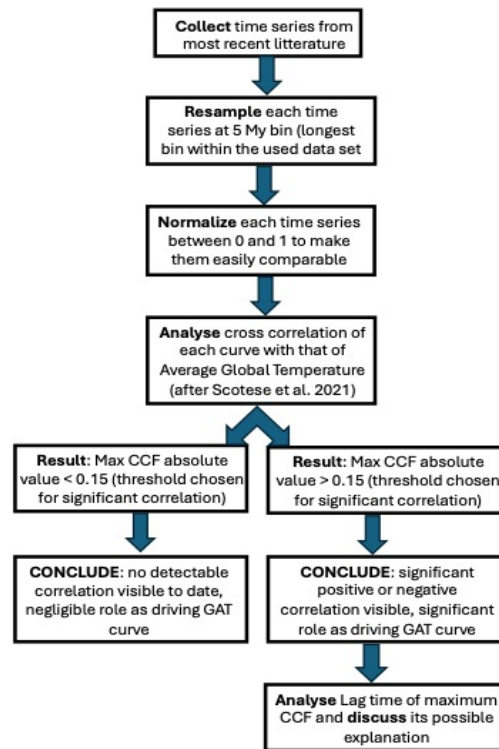 Collect time series from
most recent litterature
Resample each time
series at 5 My bin (longest
bin within the used data set
Normalize each time series
between 0 and 1 to make
them easily comparable
Analyse cross correlation of
each curve with that of
Average Global Temperature
(after Scotese et al. 2021)
Result: Max CCF absolute
value < 0.15 (threshold chosen
for significant correlation)
Result: Max CCF absolute
value > 0.15 (threshold chosen
for significant correlation)
CONCLUDE: no detectable
correlation visible to date,
negligible role as driving GAT
curve
CONCLUDE: significant
positive or negative
correlation visible, significant
role as driving GAT curve
Analyse Lag time of maximum
CCF and discuss its possible
explanation